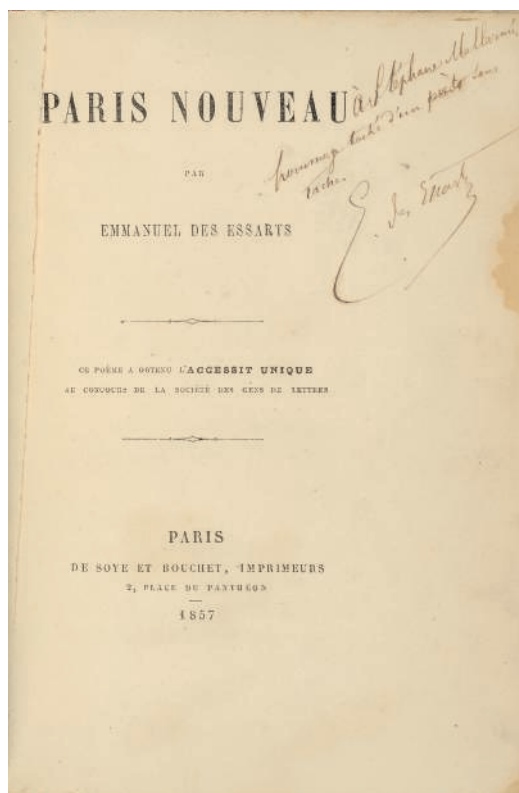 PARIS NOUVEAU
à Stéphane Mallarmé
hommage taché d'un poète sans
tache.
E. des Essarts
PAR
EMMANUEL DES ESSARTS
CE POÈME A OBTENU L'ACCESSIT UNIQUE
AU CONCOURS DE LA SOCIÉTÉ DES GENS DE LETTRES
PARIS
DE SOYE ET BOUCHET, IMPRIMEURS
2, PLACE DU PANTHÉON
1857